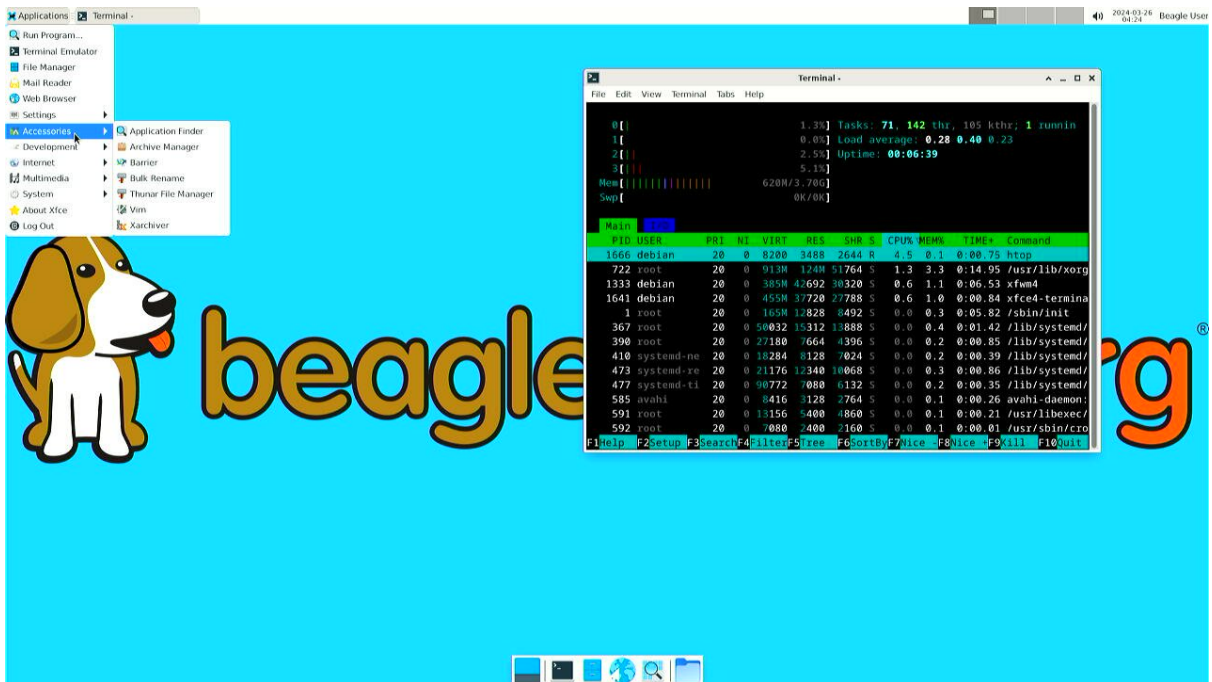 Applications Terminal - 2024-03-26 Beagle User
04:24
Run Program...
Terminal Emulator
File Manager
Mail Reader
Web Browser
Settings
Accessories
Development
Internet
Multimedia
System
About Xfce
Log Out
Application Finder
Archive Manager
Barrier
Bulk Rename
Thunar File Manager
Vim
Xarchiver
Terminal -
File Edit View Terminal Tabs Help
0[| 1.3%] Tasks: 71, 142 thr, 105 kthr; 1 runnin
1[ 0.0%] Load average: 0.28 0.40 0.23
2[|| 2.5%] Uptime: 00:06:39
3[||| 5.1%]
Mem[||||||||||||||| 620M/3.70G]
Swp[ 0K/0K]
Main I/O
PID USER PRI NI VIRT RES SHR S CPU% MEM% TIME+ Command
1666 debian 20 0 8200 3488 2644 R 4.5 0.1 0:00.75 htop
722 root 20 0 913M 124M 51764 S 1.3 3.3 0:14.95 /usr/lib/xorg
1333 debian 20 0 385M 42692 30320 S 0.6 1.1 0:06.53 xfwm4
1641 debian 20 0 455M 37720 27788 S 0.6 1.0 0:00.84 xfce4-termina
1 root 20 0 165M 12828 8492 S 0.0 0.3 0:05.82 /sbin/init
367 root 20 0 50032 15312 13888 S 0.0 0.4 0:01.42 /lib/systemd/
390 root 20 0 27180 7664 4396 S 0.0 0.2 0:00.85 /lib/systemd/
410 systemd-ne 20 0 18284 8128 7024 S 0.0 0.2 0:00.39 /lib/systemd/
473 systemd-re 20 0 21176 12340 10068 S 0.0 0.3 0:00.86 /lib/systemd/
477 systemd-ti 20 0 90772 7080 6132 S 0.0 0.2 0:00.35 /lib/systemd/
585 avahi 20 0 8416 3128 2764 S 0.0 0.1 0:00.26 avahi-daemon:
591 root 20 0 13156 5400 4860 S 0.0 0.1 0:00.21 /usr/libexec/
592 root 20 0 7080 2400 2160 S 0.0 0.1 0:00.01 /usr/sbin/cro
F1Help F2Setup F3SearchF4FilterF5Tree F6SortByF7Nice -F8Nice +F9Kill F10Quit
beagle rg ®